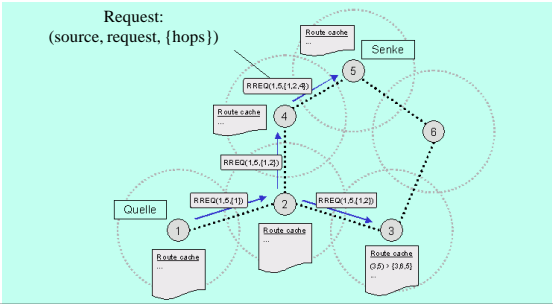 Request:
(source, request, {hops})
Route cache
...
Senke
5
RREQ(1,5,{1,2,4})
Route cache
...
4
6
RREQ(1,5,{1,2})
RREQ(1,5,{1})
RREQ(1,5,{1,2})
Quelle
2
1
3
Route cache
...
Route cache
...
Route cache
(3,5) > {3,6,5}
...